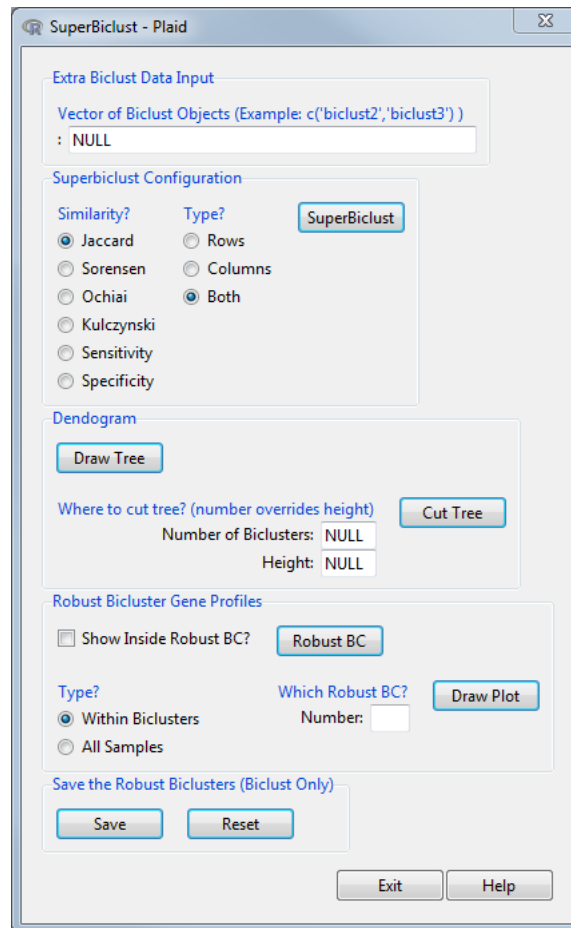 SuperBiclust - Plaid
Extra Biclust Data Input
Vector of Biclust Objects (Example: c('biclust2','biclust3') )
: NULL
Superbiclust Configuration
Similarity? Type? SuperBiclust
Jaccard Rows
Sorensen Columns
Ochiai Both
Kulczynski
Sensitivity
Specificity
Dendogram
Draw Tree
Where to cut tree? (number overrides height) Cut Tree
Number of Biclusters: NULL
Height: NULL
Robust Bicluster Gene Profiles
Show Inside Robust BC? Robust BC
Type? Which Robust BC? Draw Plot
Within Biclusters Number:
All Samples
Save the Robust Biclusters (Biclust Only)
Save Reset
Exit Help